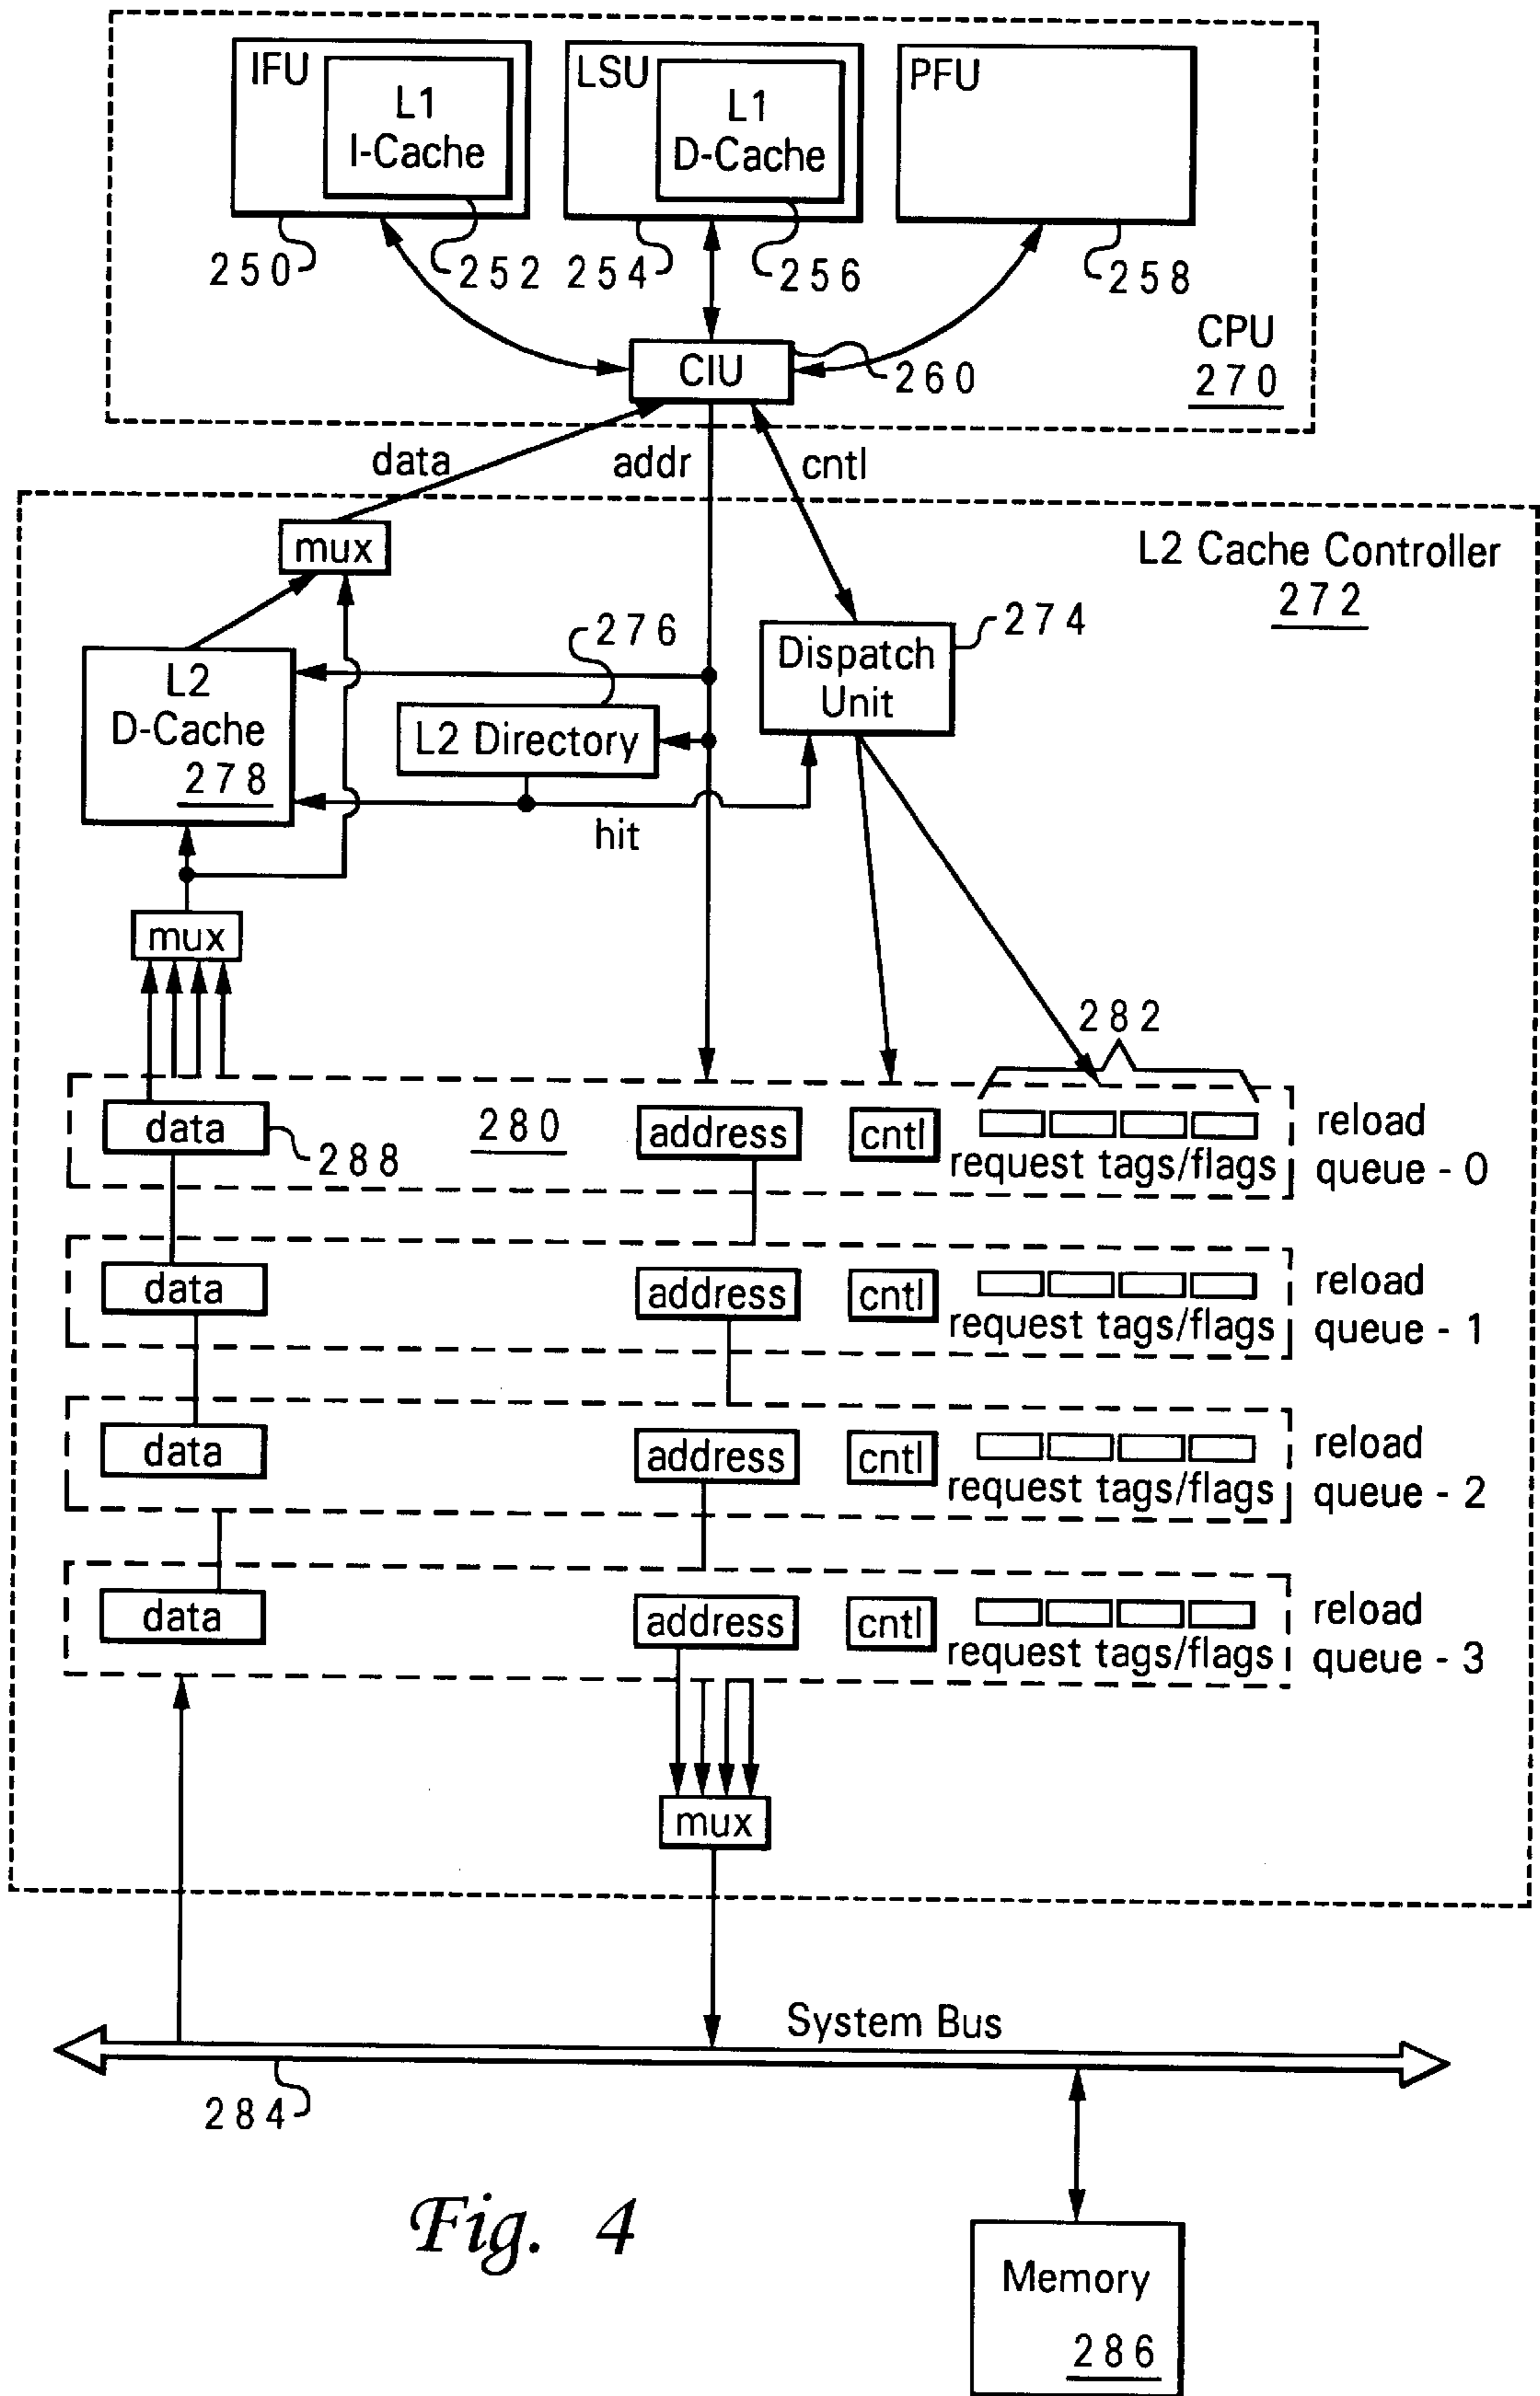 IFU
L1
I-Cache
LSU
L1
D-Cache
PFU
250
252
254
256
258
CPU
270
CIU
260
data
addr
cntl
mux
L2 Cache Controller
272
276
274
Dispatch
Unit
L2
D-Cache
278
L2 Directory
hit
mux
282
data
288
280
address
cntl
request tags/flags
reload
queue - 0
data
address
cntl
request tags/flags
reload
queue - 1
data
address
cntl
request tags/flags
reload
queue - 2
data
address
cntl
request tags/flags
reload
queue - 3
mux
System Bus
284
Fig. 4
Memory
286